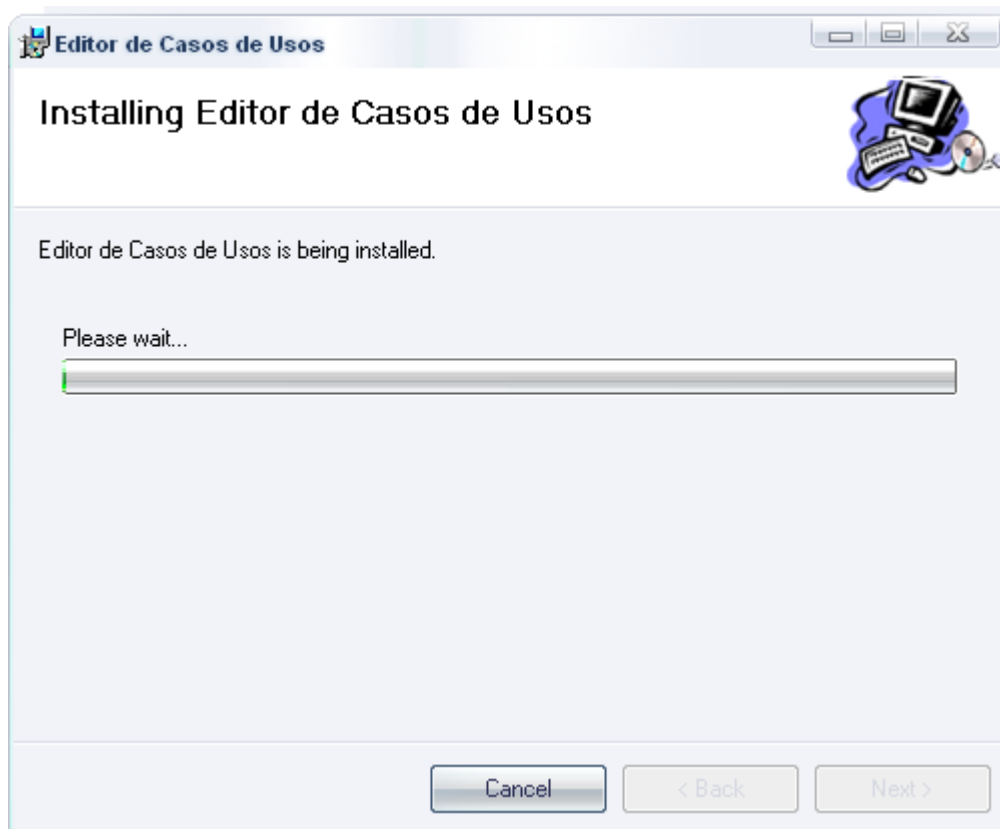 Editor de Casos de Usos
Installing Editor de Casos de Usos
Editor de Casos de Usos is being installed.
Please wait...
Cancel
< Back
Next >